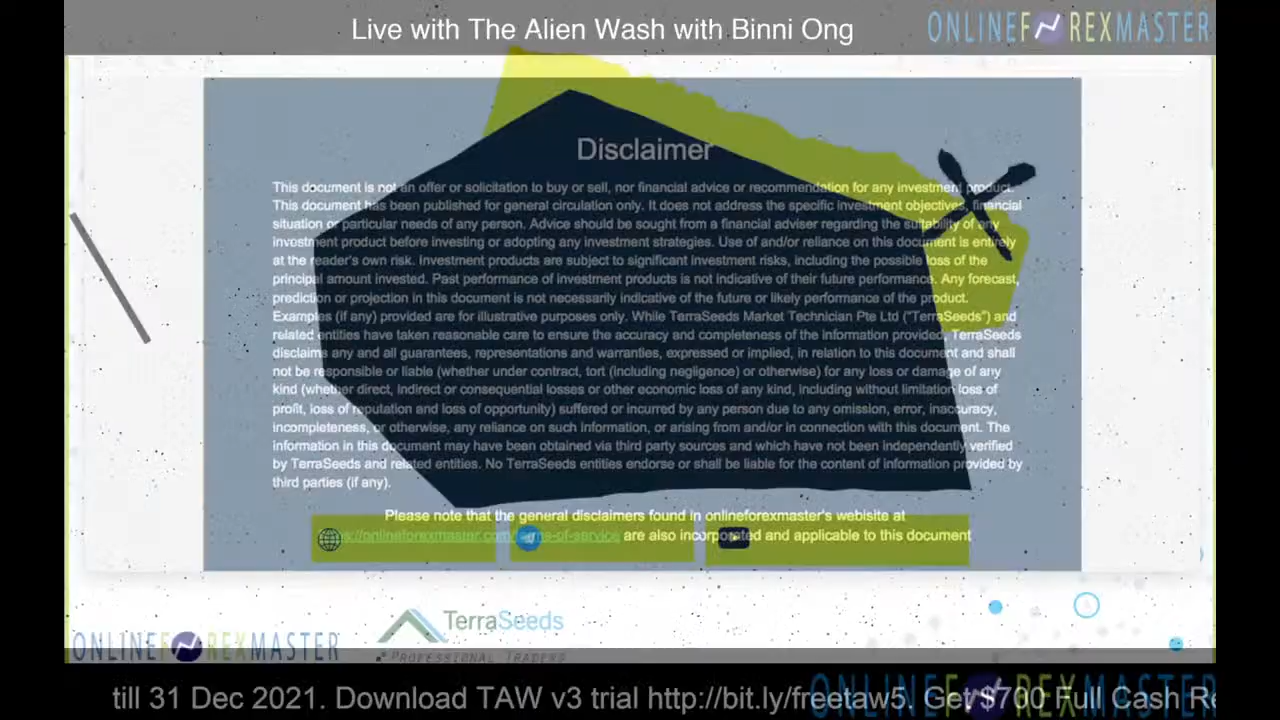 Live with The Alien Wash with Binni Ong
ONLINEFOREXMASTER
Disclaimer
This document is not an offer or solicitation to buy or sell, nor financial advice or recommendation for any investment product.
This document has been published for general circulation only. It does not address the specific investment objectives, financial
situation or particular needs of any person. Advice should be sought from a financial adviser regarding the suitability of any
investment product before investing or adopting any investment strategies. Use of and/or reliance on this document is entirely
at the reader's own risk. Investment products are subject to significant investment risks, including the possible loss of the
principal amount invested. Past performance of investment products is not indicative of their future performance. Any forecast,
prediction or projection in this document is not necessarily indicative of the future or likely performance of the product.
Examples (if any) provided are for illustrative purposes only. While TerraSeeds Market Technician Pte Ltd ("TerraSeeds") and
related entities have taken reasonable care to ensure the accuracy and completeness of the information provided, TerraSeeds
disclaims any and all guarantees, representations and warranties, expressed or implied, in relation to this document and shall
not be responsible or liable (whether under contract, tort (including negligence) or otherwise) for any loss or damage of any
kind (whether direct, indirect or consequential losses or other economic loss of any kind, including without limitation loss of
profit, loss of reputation and loss of opportunity) suffered or incurred by any person due to any omission, error, inaccuracy,
incompleteness, or otherwise, any reliance on such information, or arising from and/or in connection with this document. The
information in this document may have been obtained via third party sources and which have not been independently verified
by TerraSeeds and related entities. No TerraSeeds entities endorse or shall be liable for the content of information provided by
third parties (if any).
Please note that the general disclaimers found in onlineforexmaster's webisite at
//onlineforexmaster.com/terms-of-service are also incorporated and applicable to this document
TerraSeeds
PROFESSIONAL TRADERS
ONLINEFOREXMASTER
till 31 Dec 2021. Download TAW v3 trial http://bit.ly/freetaw5. Get $700 Full Cash Re
ONLINEFOREXMASTER